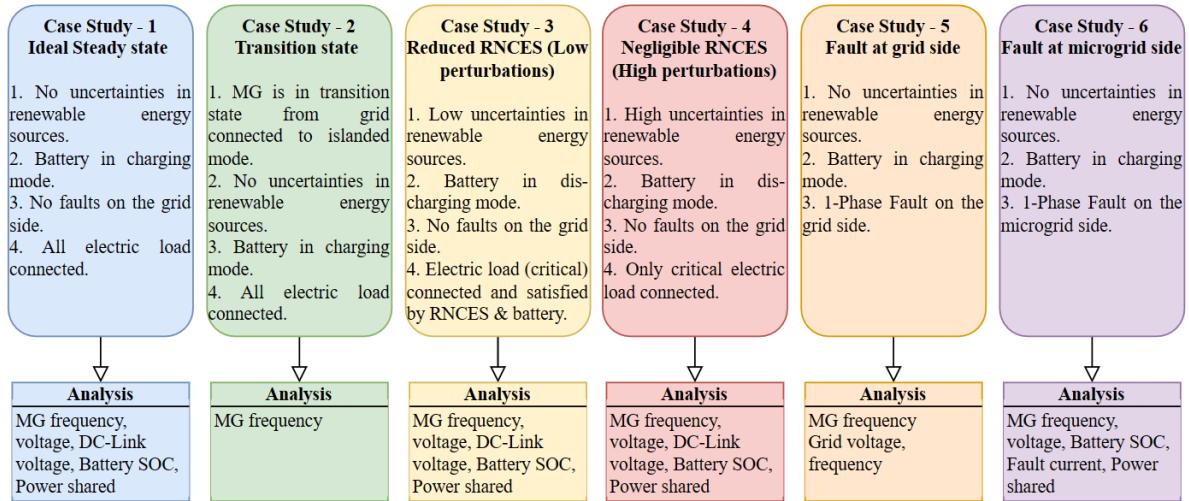 Case Study - 1
Ideal Steady state
1. No uncertainties in
renewable energy
sources.
2. Battery in charging
mode.
3. No faults on the grid
side.
4. All electric load
connected.
Case Study - 2
Transition state
1. MG is in transition
state from grid
connected to islanded
mode.
2. No uncertainties in
renewable energy
sources.
3. Battery in charging
mode.
4. All electric load
connected.
Case Study - 3
Reduced RNCES (Low
perturbations)
1. Low uncertainties in
renewable energy
sources.
2. Battery in dis-
charging mode.
3. No faults on the grid
side.
4. Electric load (critical)
connected and satisfied
by RNCES & battery.
Case Study - 4
Negligible RNCES
(High perturbations)
1. High uncertainties in
renewable energy
sources.
2. Battery in dis-
charging mode.
3. No faults on the grid
side.
4. Only critical electric
load connected.
Case Study - 5
Fault at grid side
1. No uncertainties in
renewable energy
sources.
2. Battery in charging
mode.
3. 1-Phase Fault on the
grid side.
Case Study - 6
Fault at microgrid side
1. No uncertainties in
renewable energy
sources.
2. Battery in charging
mode.
3. 1-Phase Fault on the
microgrid side.
Analysis
MG frequency,
voltage, DC-Link
voltage, Battery SOC,
Power shared
Analysis
MG frequency
Analysis
MG frequency,
voltage, DC-Link
voltage, Battery SOC,
Power shared
Analysis
MG frequency,
voltage, DC-Link
voltage, Battery SOC,
Power shared
Analysis
MG frequency
Grid voltage,
frequency
Analysis
MG frequency,
voltage, Battery SOC,
Fault current, Power
shared